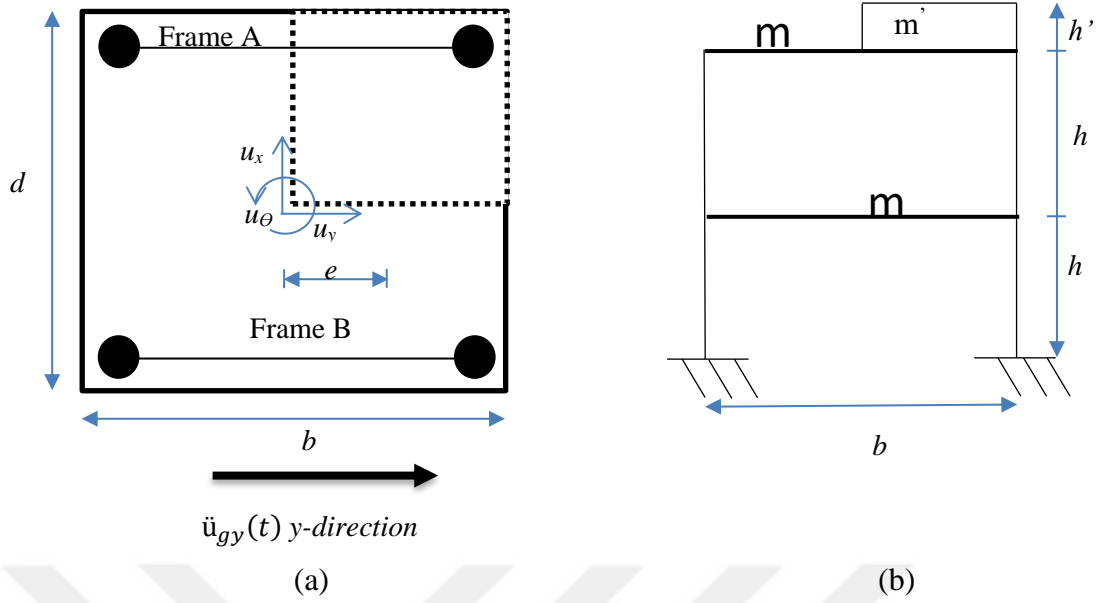 Frame A
m
m’
h’
u_x
h
d
u_Θ
u_y
m
e
h
Frame B
b
b
ü_gy(t) y-direction
(a)
(b)